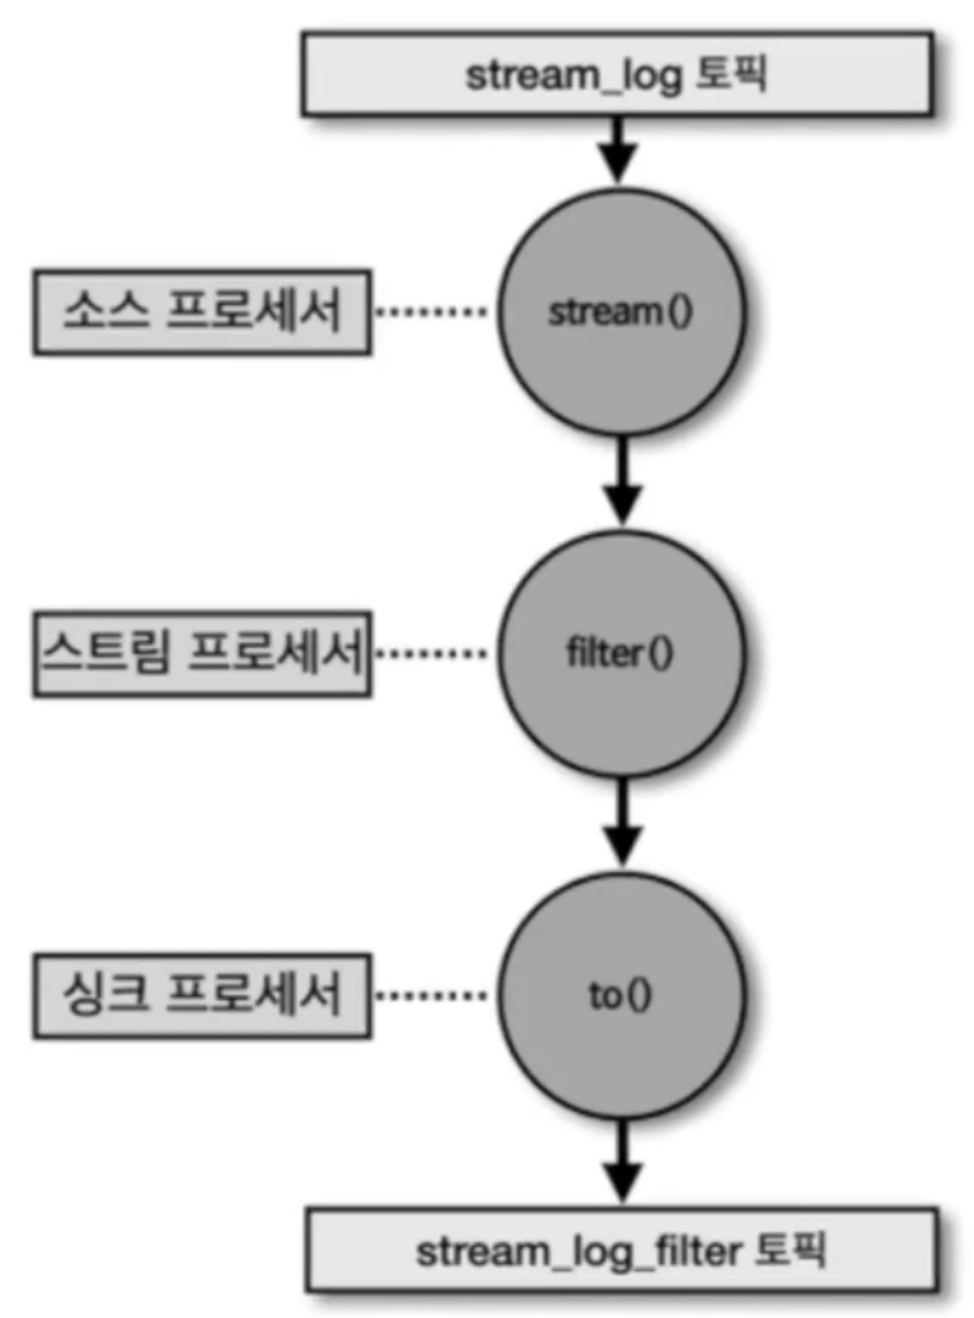 stream_log 토픽
소스 프로세서
stream()
스트림 프로세서
filter()
싱크 프로세서
to()
stream_log_filter 토픽